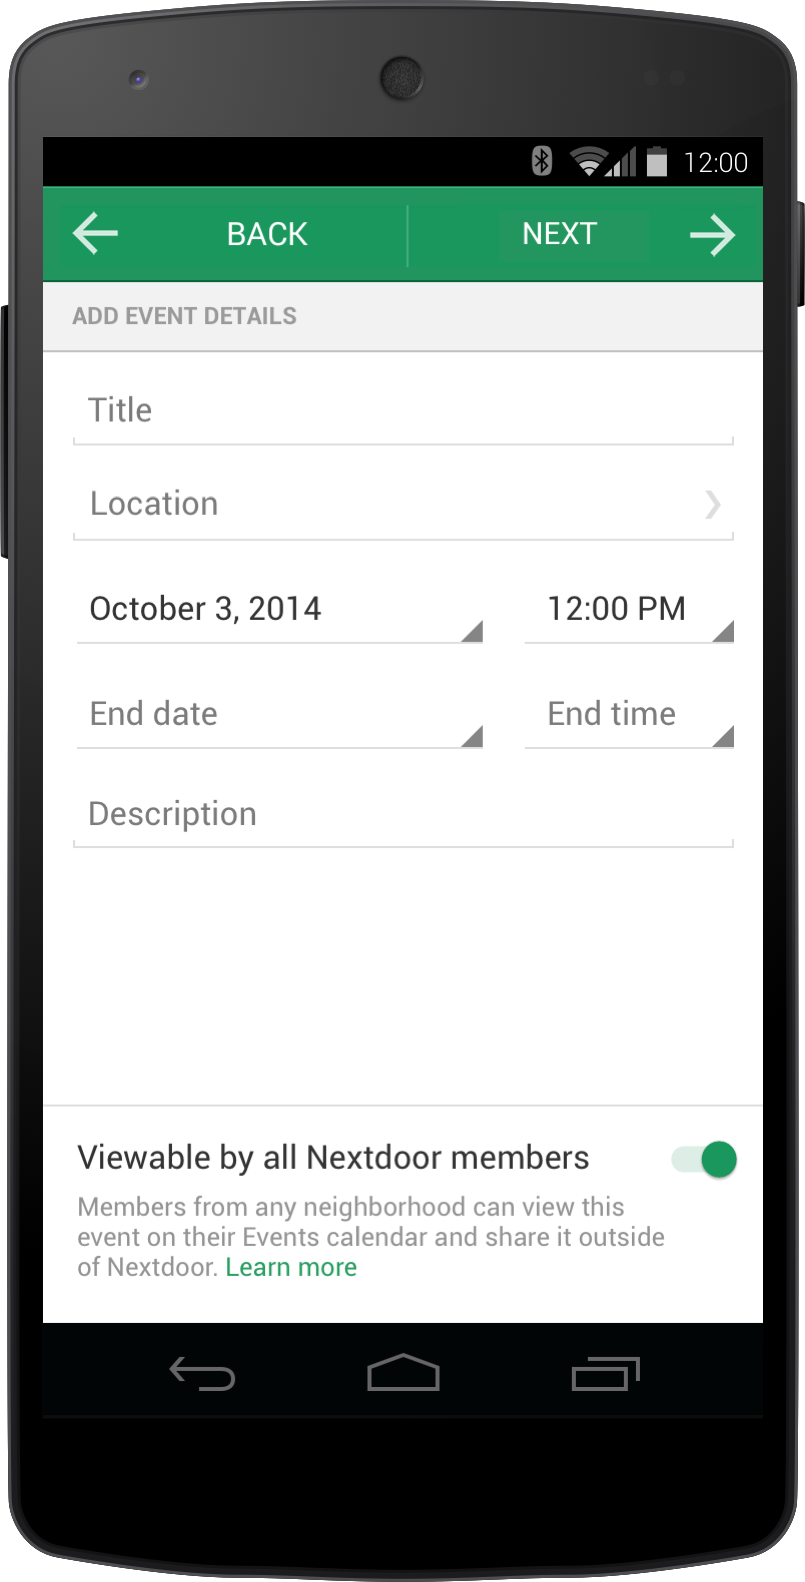 12:00
BACK NEXT
ADD EVENT DETAILS
Title
Location
October 3, 2014 12:00 PM
End date End time
Description
Viewable by all Nextdoor members
Members from any neighborhood can view this
event on their Events calendar and share it outside
of Nextdoor. Learn more